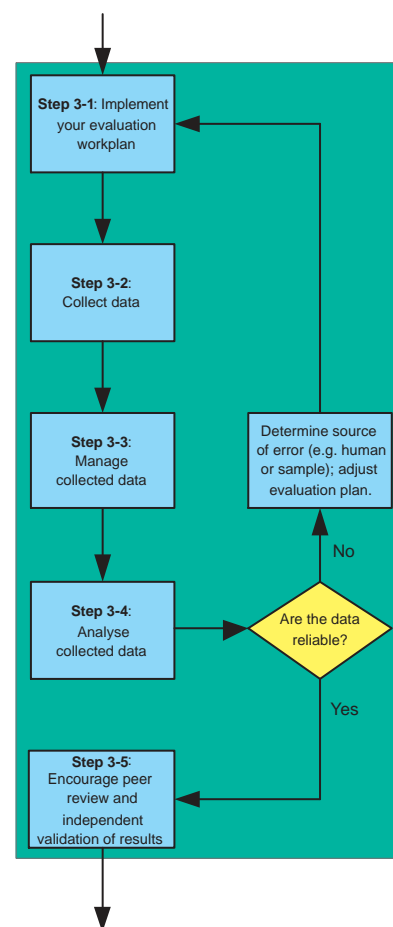 Step 3-1: Implement
your evaluation
workplan
Step 3-2:
Collect data
Step 3-3:
Manage
collected data
Determine source
of error (e.g. human
or sample); adjust
evaluation plan.
No
Step 3-4:
Analyse
collected data
Are the data
reliable?
Yes
Step 3-5:
Encourage peer
review and
independent
validation of results